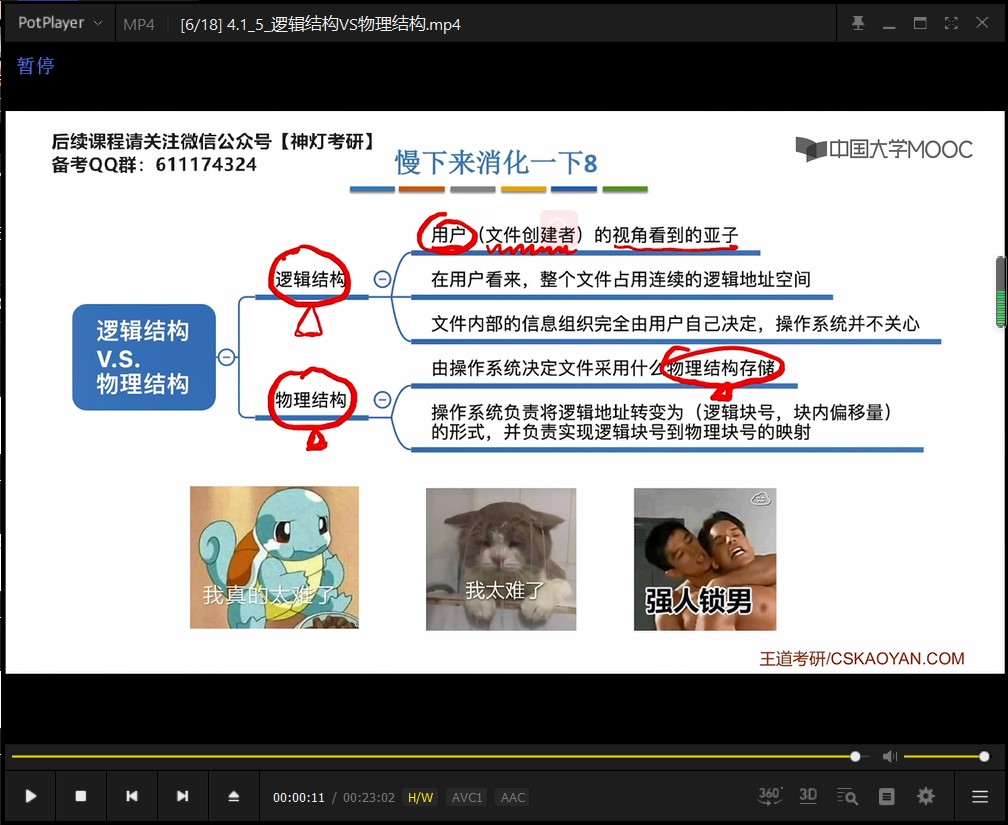 PotPlayer
MP4
[6/18] 4.1_5_逻辑结构VS物理结构.mp4
暂停
后续课程请关注微信公众号【神灯考研】
备考QQ群：611174324
慢下来消化一下8
中国大学MOOC
用户（文件创建者）的视角看到的亚子
逻辑结构
在用户看来，整个文件占用连续的逻辑地址空间
文件内部的信息组织完全由用户自己决定，操作系统并不关心
逻辑结构
V.S.
物理结构
由操作系统决定文件采用什么物理结构存储
物理结构
操作系统负责将逻辑地址转变为（逻辑块号，块内偏移量）
的形式，并负责实现逻辑块号到物理块号的映射
我真的太难了
我太难了
强人锁男
王道考研/CSKAOYAN.COM
00:00:11 / 00:23:02 H/W AVC1 AAC
360°
3D